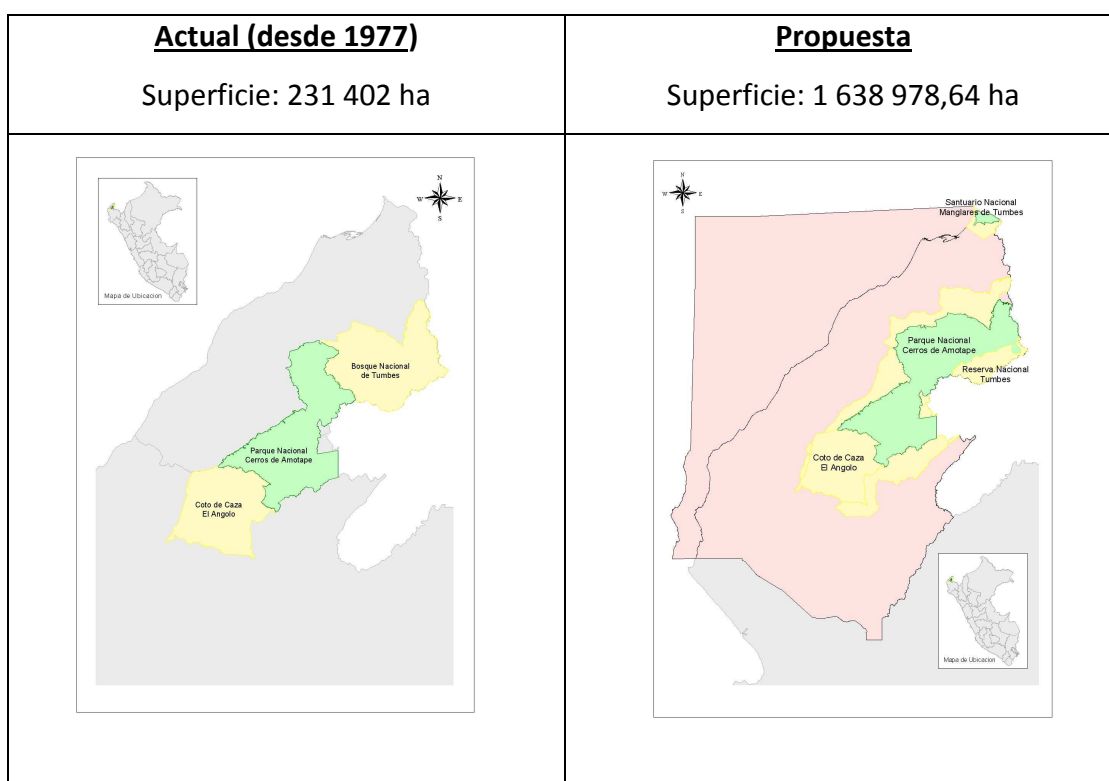 Actual (desde 1977)
Superficie: 231 402 ha
Propuesta
Superficie: 1 638 978,64 ha
N
W
E
S
Mapa de Ubicacion
Bosque Nacional
de Tumbes
Parque Nacional
Cerros de Amotape
Coto de Caza
El Angolo
N
W
E
S
Santuario Nacional
Manglares de Tumbes
Parque Nacional
Cerros de Amotape
Reserva Nacional
Tumbes
Coto de Caza
El Angolo
Mapa de Ubicacion